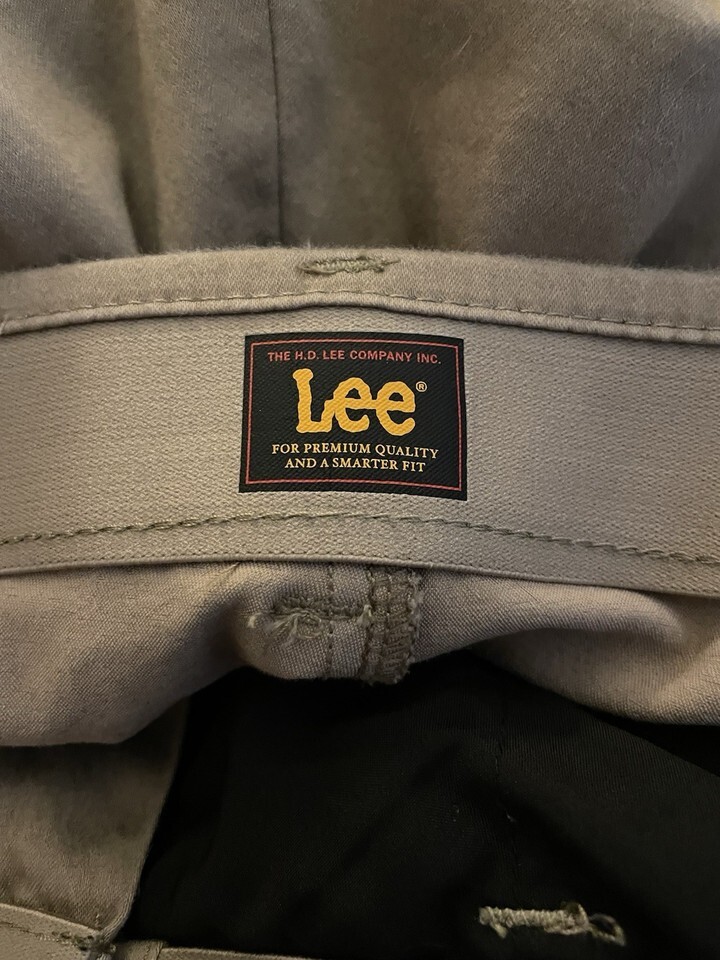 THE H.D. LEE COMPANY INC.
Lee®
FOR PREMIUM QUALITY
AND A SMARTER FIT